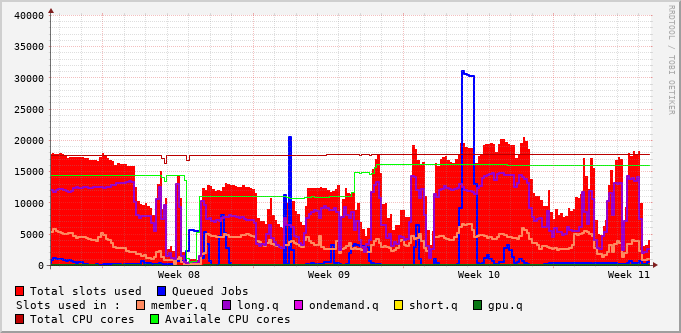 40000
35000
30000
25000
20000
15000
10000
5000
0
Week 08 Week 09 Week 10 Week 11
RRDTOOL / TOBI OETIKER
Total slots used Queued Jobs
Slots used in : member.q long.q ondemand.q short.q gpu.q
Total CPU cores Availale CPU cores